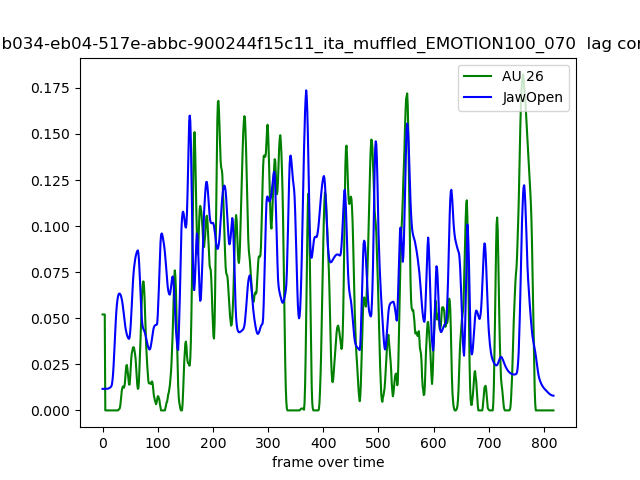 b034-eb04-517e-abbc-900244f15c11_ita_muffled_EMOTION100_070 lag cor
AU 26
JawOpen
0.175
0.150
0.125
0.100
0.075
0.050
0.025
0.000
0 100 200 300 400 500 600 700 800
frame over time